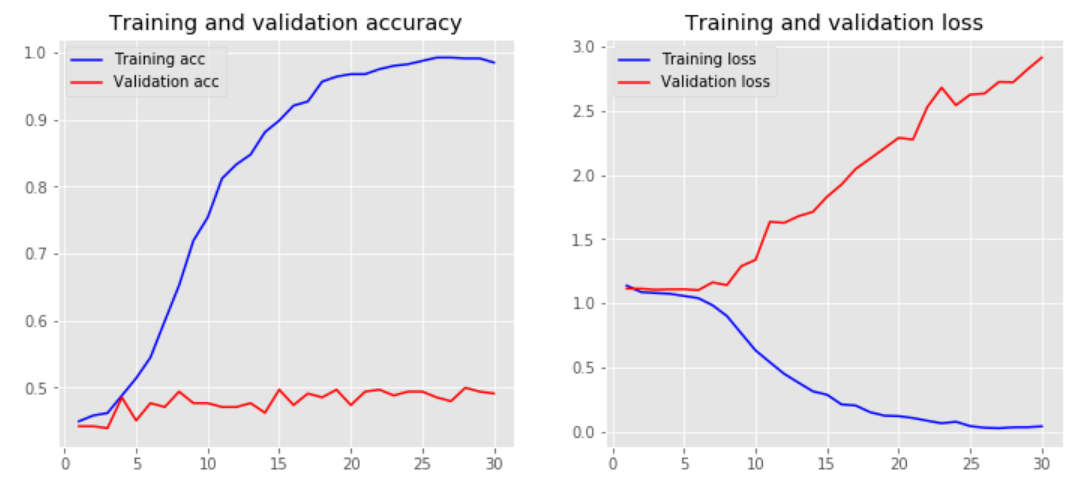 Training and validation accuracy
Training acc
Validation acc
1.0
0.9
0.8
0.7
0.6
0.5
0 5 10 15 20 25 30
Training and validation loss
Training loss
Validation loss
3.0
2.5
2.0
1.5
1.0
0.5
0.0
0 5 10 15 20 25 30